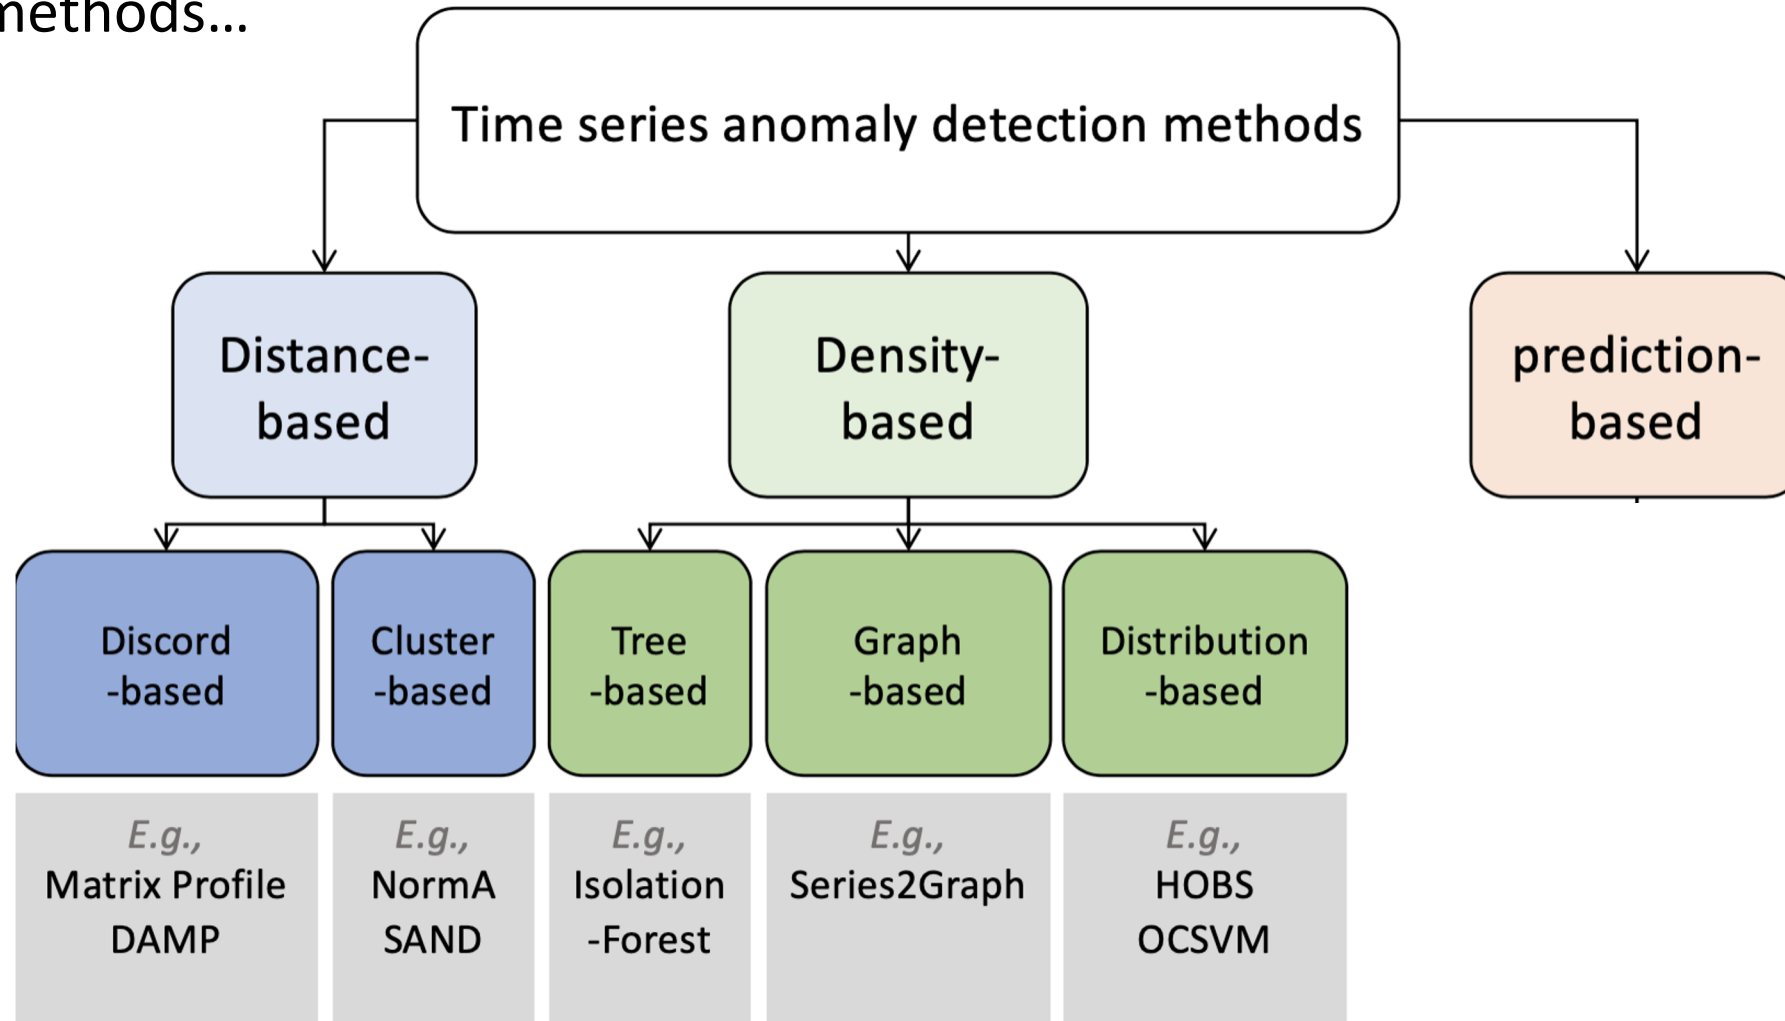 methods...
Time series anomaly detection methods
Distance-
based
Density-
based
prediction-
based
Discord
-based
Cluster
-based
Tree
-based
Graph
-based
Distribution
-based
E.g.,
Matrix Profile
DAMP
E.g.,
NormA
SAND
E.g.,
Isolation
-Forest
E.g.,
Series2Graph
E.g.,
HOBS
OCSVM